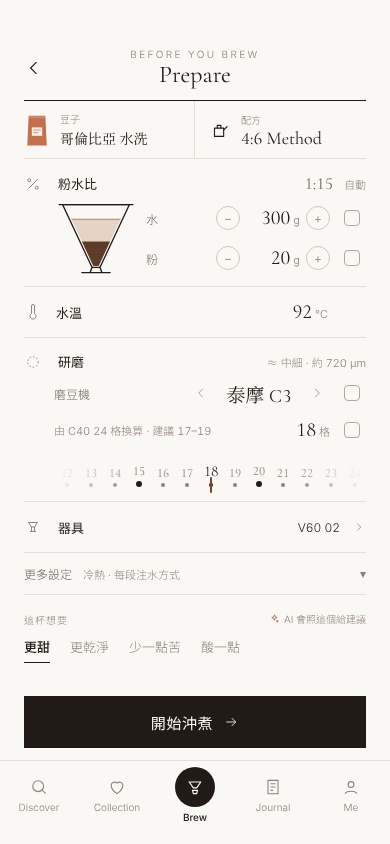 BEFORE YOU BREW
Prepare
豆子
哥倫比亞 水洗
配方
4:6 Method
粉水比
1:15 自動
水
− 300 g +
粉
− 20 g +
水溫
92 °C
研磨
≈ 中細 · 約 720 μm
磨豆機
泰摩 C3
由 C40 24 格換算 · 建議 17–19
18 格
12 13 14 15 16 17 18 19 20 21 22 23 24
器具
V60 02
更多設定 冷熱 · 每段注水方式
這杯想要
AI 會照這個給建議
更甜 更乾淨 少一點苦 酸一點
開始沖煮 →
Discover
Collection
Brew
Journal
Me